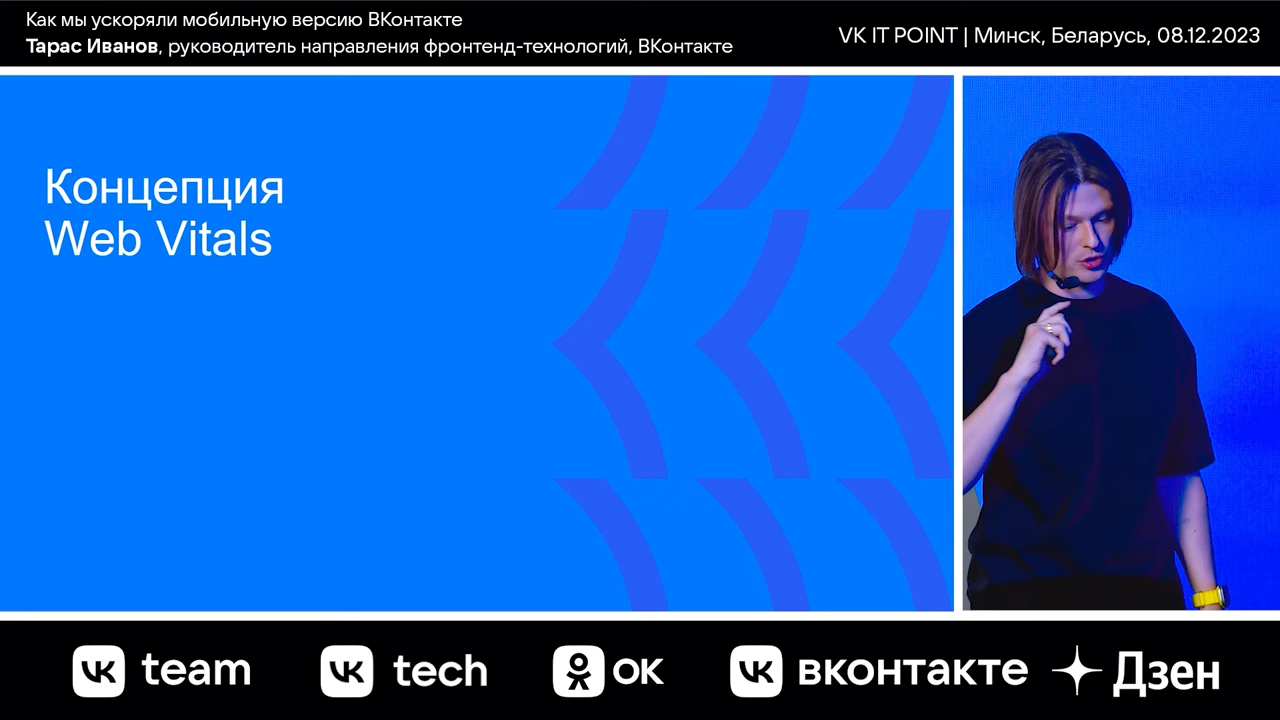 Как мы ускоряли мобильную версию ВКонтакте
Тарас Иванов, руководитель направления фронтенд-технологий, ВКонтакте
VK IT POINT | Минск, Беларусь, 08.12.2023
Концепция
Web Vitals
team
tech
ок
вконтакте
Дзен